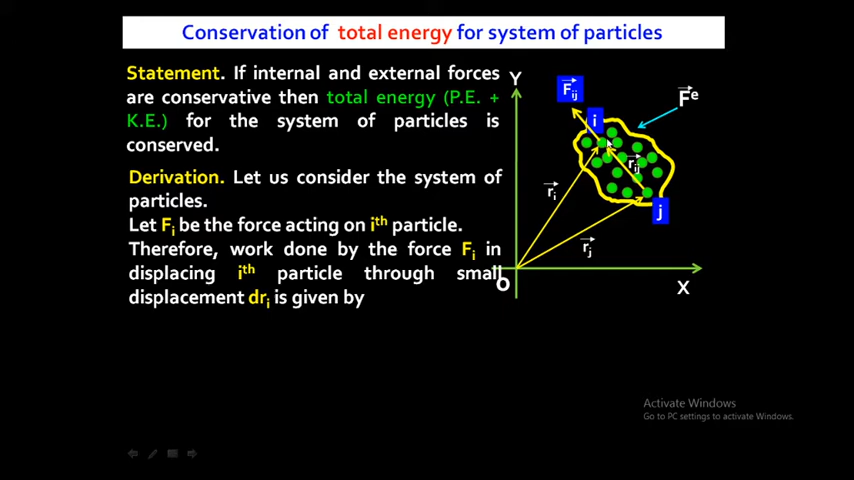 Conservation of total energy for system of particles
Statement. If internal and external forces
are conservative then total energy (P.E. +
K.E.) for the system of particles is
conserved.
Derivation. Let us consider the system of
particles.
Let Fi be the force acting on ith particle.
Therefore, work done by the force Fi in
displacing ith particle through small
displacement dri is given by
Y
Fij
Fe
i
rij
ri
j
rj
O
X
Activate Windows
Go to PC settings to activate Windows.